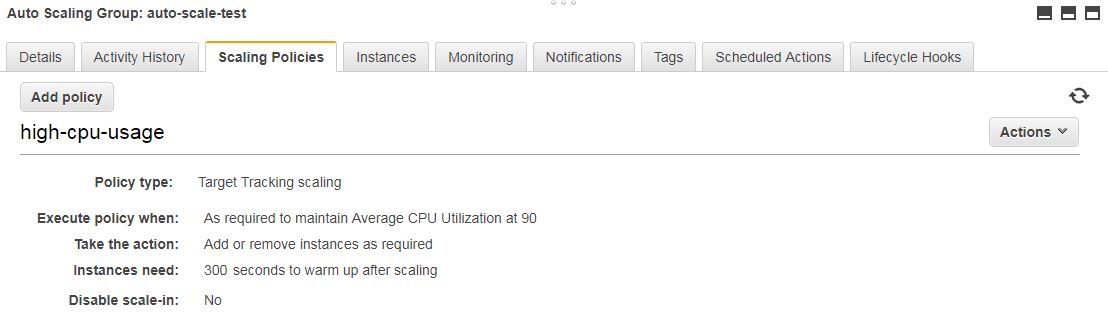 Auto Scaling Group: auto-scale-test
Details Activity History Scaling Policies Instances Monitoring Notifications Tags Scheduled Actions Lifecycle Hooks
Add policy
high-cpu-usage Actions
Policy type: Target Tracking scaling
Execute policy when: As required to maintain Average CPU Utilization at 90
Take the action: Add or remove instances as required
Instances need: 300 seconds to warm up after scaling
Disable scale-in: No